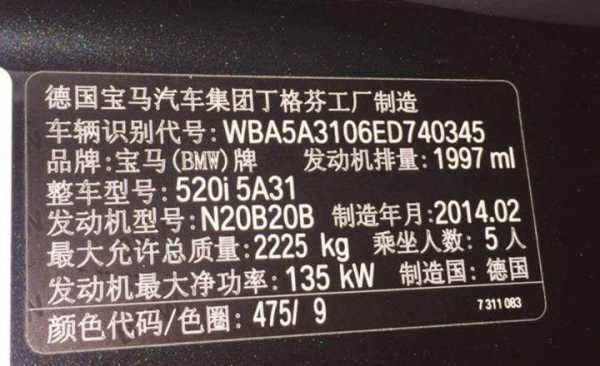 德国宝马汽车集团丁格芬工厂制造
车辆识别代号: WBA5A3106ED740345
品牌: 宝马(BMW)牌 发动机排量: 1997 ml
整车型号: 520i 5A31
发动机型号: N20B20B 制造年月: 2014.02
最大允许总质量: 2225 kg 乘坐人数: 5 人
发动机最大净功率: 135 kW 制造国: 德国
颜色代码/色圈: 475/ 9 7 311 083